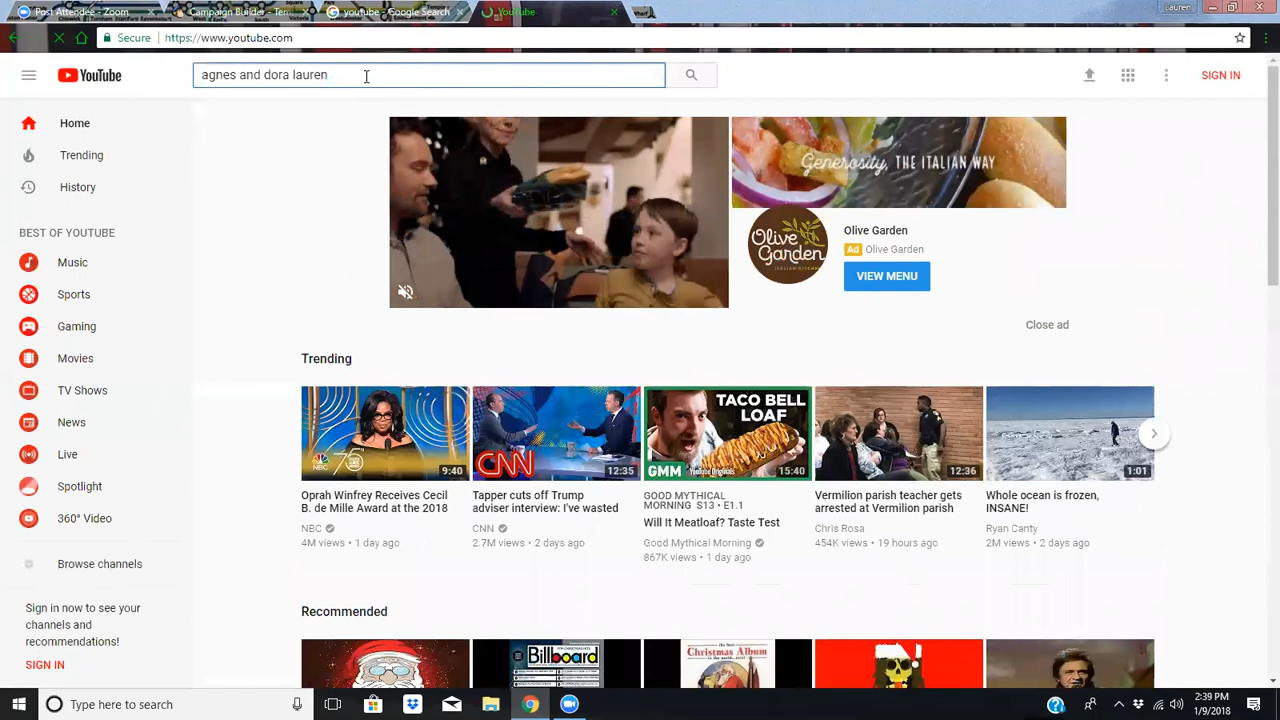 Post Attendee - Zoom
Campaign Builder - Tem
youtube - Google Search
YouTube
Lauren
Secure
https://www.youtube.com
YouTube
agnes and dora lauren
SIGN IN
Home
Trending
History
BEST OF YOUTUBE
Music
Sports
Gaming
Movies
TV Shows
News
Live
Spotlight
360° Video
Browse channels
Sign in now to see your
channels and
recommendations!
SIGN IN
Generosity, THE ITALIAN WAY
Olive
Garden
Olive Garden
Ad Olive Garden
VIEW MENU
Close ad
Trending
NBC 75
9:40
Oprah Winfrey Receives Cecil
B. de Mille Award at the 2018
NBC
4M views • 1 day ago
CNN
12:35
Tapper cuts off Trump
adviser interview: I've wasted
CNN
2.7M views • 2 days ago
TACO BELL
LOAF
GMM
YouTube Originals
15:40
GOOD MYTHICAL
MORNING S13 • E1.1
Will It Meatloaf? Taste Test
Good Mythical Morning
867K views • 1 day ago
12:36
Vermilion parish teacher gets
arrested at Vermilion parish
Chris Rosa
454K views • 19 hours ago
1:01
Whole ocean is frozen,
INSANE!
Ryan Canty
2M views • 2 days ago
Recommended
Billboard
Christmas Album
Type here to search
2:39 PM
1/9/2018